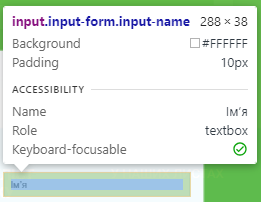 input.input-form.input-name 288 × 38
Background #FFFFFF
Padding 10px
ACCESSIBILITY
Name Ім’я
Role textbox
Keyboard-focusable
Ім’я